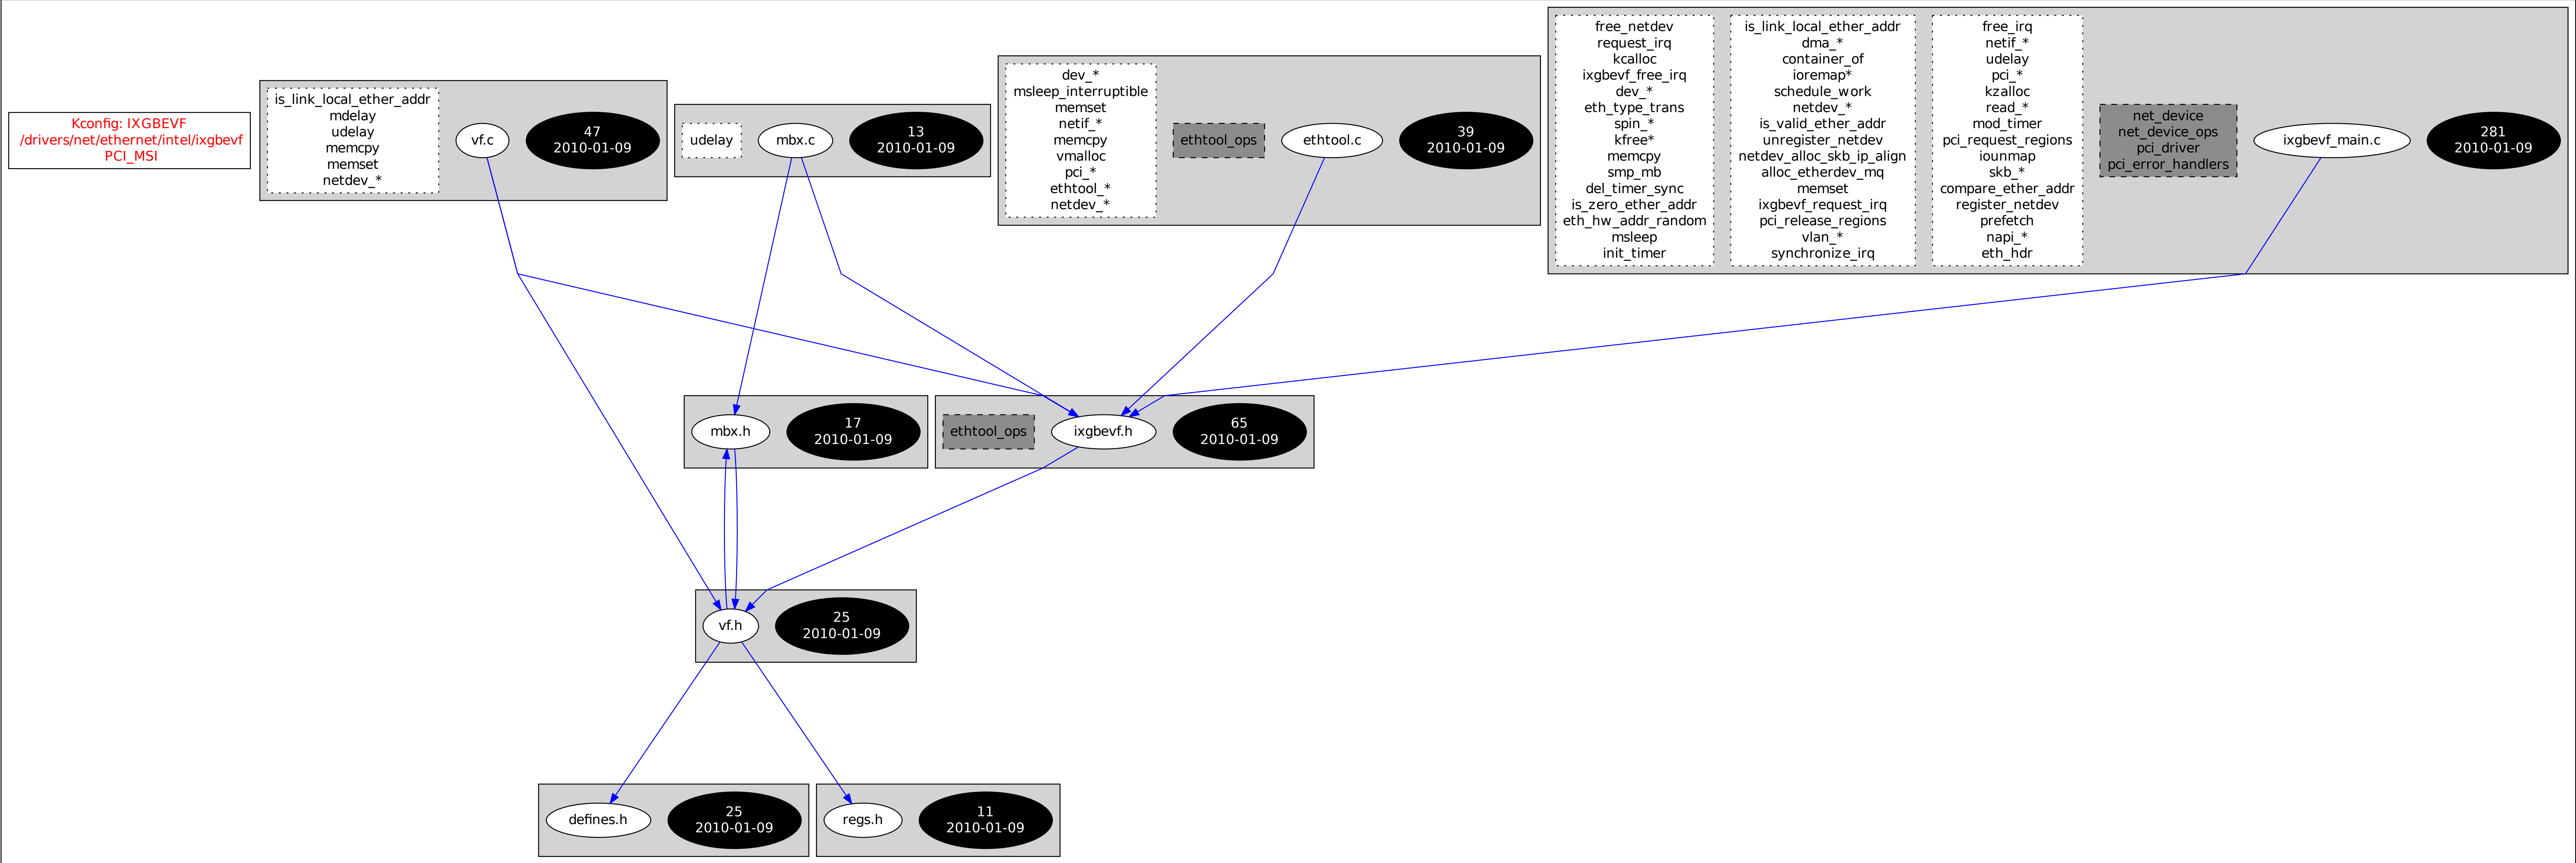 Kconfig: IXGBEVF
/drivers/net/ethernet/intel/ixgbevf
PCI_MSI
is_link_local_ether_addr
mdelay
udelay
memcpy
memset
netdev_*
vf.c
47
2010-01-09
udelay
mbx.c
13
2010-01-09
dev_*
msleep_interruptible
memset
netif_*
memcpy
vmalloc
pci_*
ethtool_*
netdev_*
ethtool_ops
ethtool.c
39
2010-01-09
free_netdev
request_irq
kcalloc
ixgbevf_free_irq
dev_*
eth_type_trans
spin_*
kfree*
memcpy
smp_mb
del_timer_sync
is_zero_ether_addr
eth_hw_addr_random
msleep
init_timer
is_link_local_ether_addr
dma_*
container_of
ioremap*
schedule_work
netdev_*
is_valid_ether_addr
unregister_netdev
netdev_alloc_skb_ip_align
alloc_etherdev_mq
memset
ixgbevf_request_irq
pci_release_regions
vlan_*
synchronize_irq
free_irq
netif_*
udelay
pci_*
kzalloc
read_*
mod_timer
pci_request_regions
iounmap
skb_*
compare_ether_addr
register_netdev
prefetch
napi_*
eth_hdr
net_device
net_device_ops
pci_driver
pci_error_handlers
ixgbevf_main.c
281
2010-01-09
mbx.h
17
2010-01-09
ethtool_ops
ixgbevf.h
65
2010-01-09
vf.h
25
2010-01-09
defines.h
25
2010-01-09
regs.h
11
2010-01-09